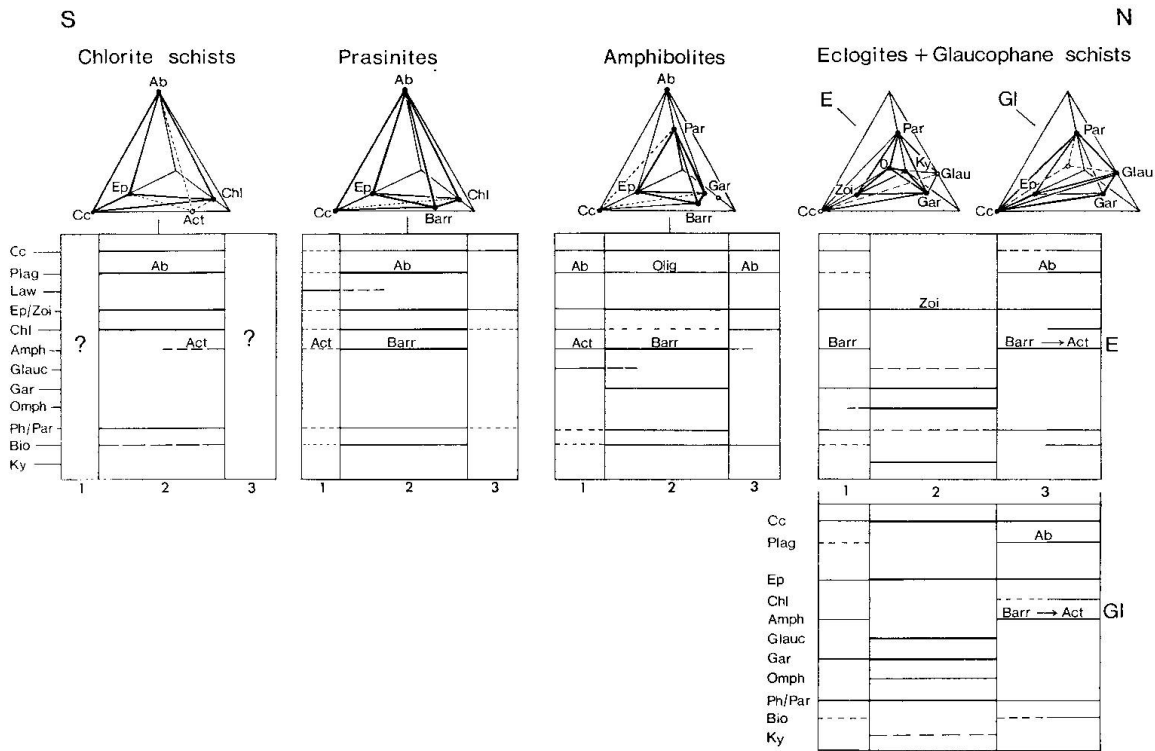 S N
Chlorite schists Prasinites Amphibolites Eclogites + Glaucophane schists
Ab Ab Ab E Gl
Par Par Par
Ky
Glau Glau
Ep Chl Ep Chl Ep Gar Zoi O Gar Ep Gar
Cc Act Cc Barr Cc Barr Cc Cc
Cc
Plag Ab Ab Ab Olig Ab Ab
Law
Ep/Zoi Zoi
Chl
Amph ? Act ? Act Barr Act Barr Barr Barr → Act E
Glauc
Gar
Omph
Ph/Par
Bio
Ky
1 2 3 1 2 3 1 2 3 1 2 3
Cc
Plag Ab
Ep
Chl
Amph Barr → Act Gl
Glauc
Gar
Omph
Ph/Par
Bio
Ky